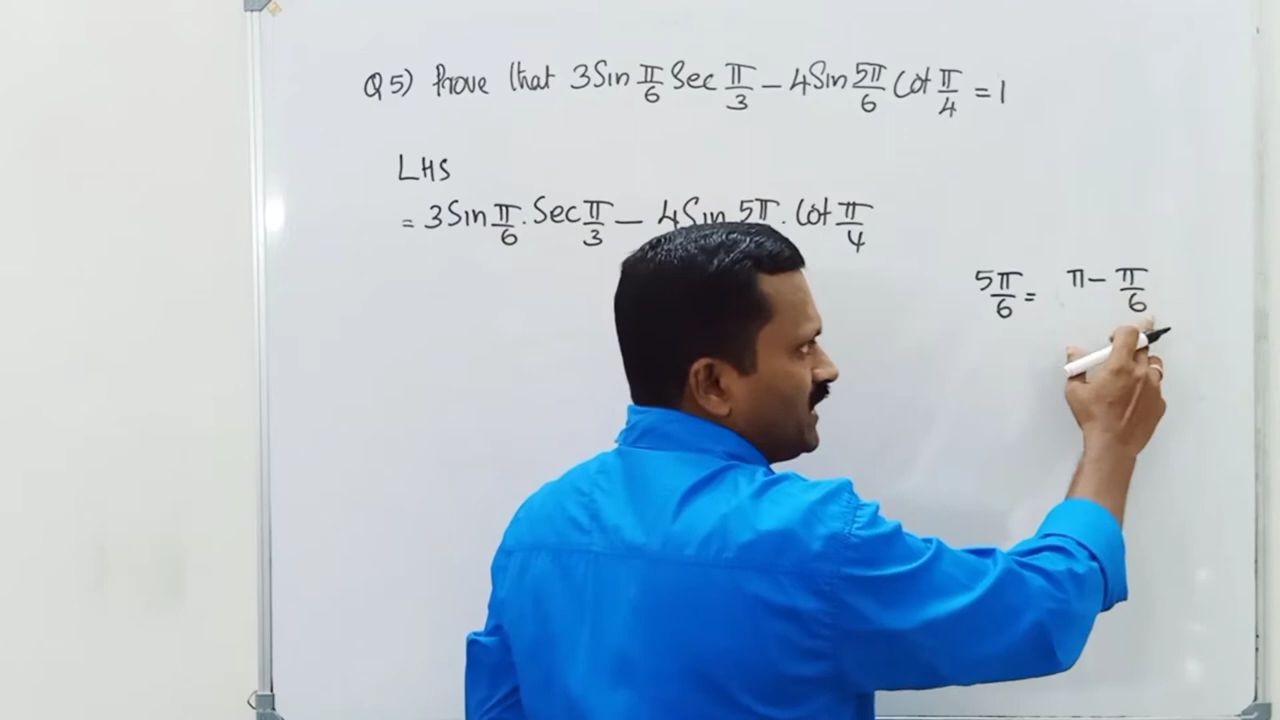 Q5) Prove that 3Sin π/6 Sec π/3 – 4Sin 5π/6 Cot π/4 = 1
LHS
= 3Sin π/6 . Sec π/3 – 4Sin 5π . Cot π/4
5π/6 = π – π/6